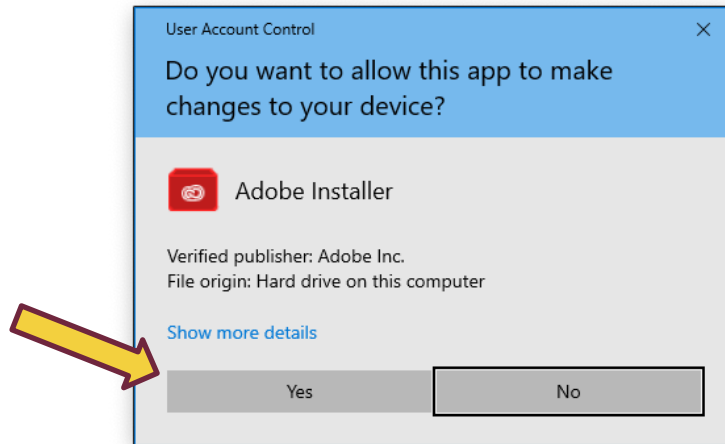 User Account Control
Do you want to allow this app to make
changes to your device?
Adobe Installer
Verified publisher: Adobe Inc.
File origin: Hard drive on this computer
Show more details
Yes
No